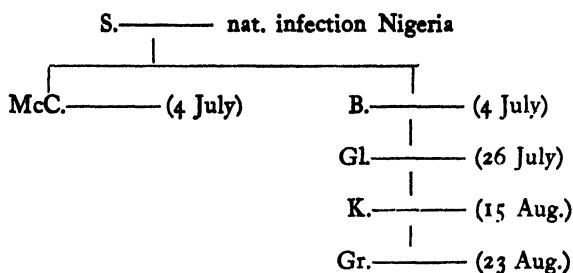 S. nat. infection Nigeria
McC. (4 July) B. (4 July)
Gl. (26 July)
K. (15 Aug.)
Gr. (23 Aug.)